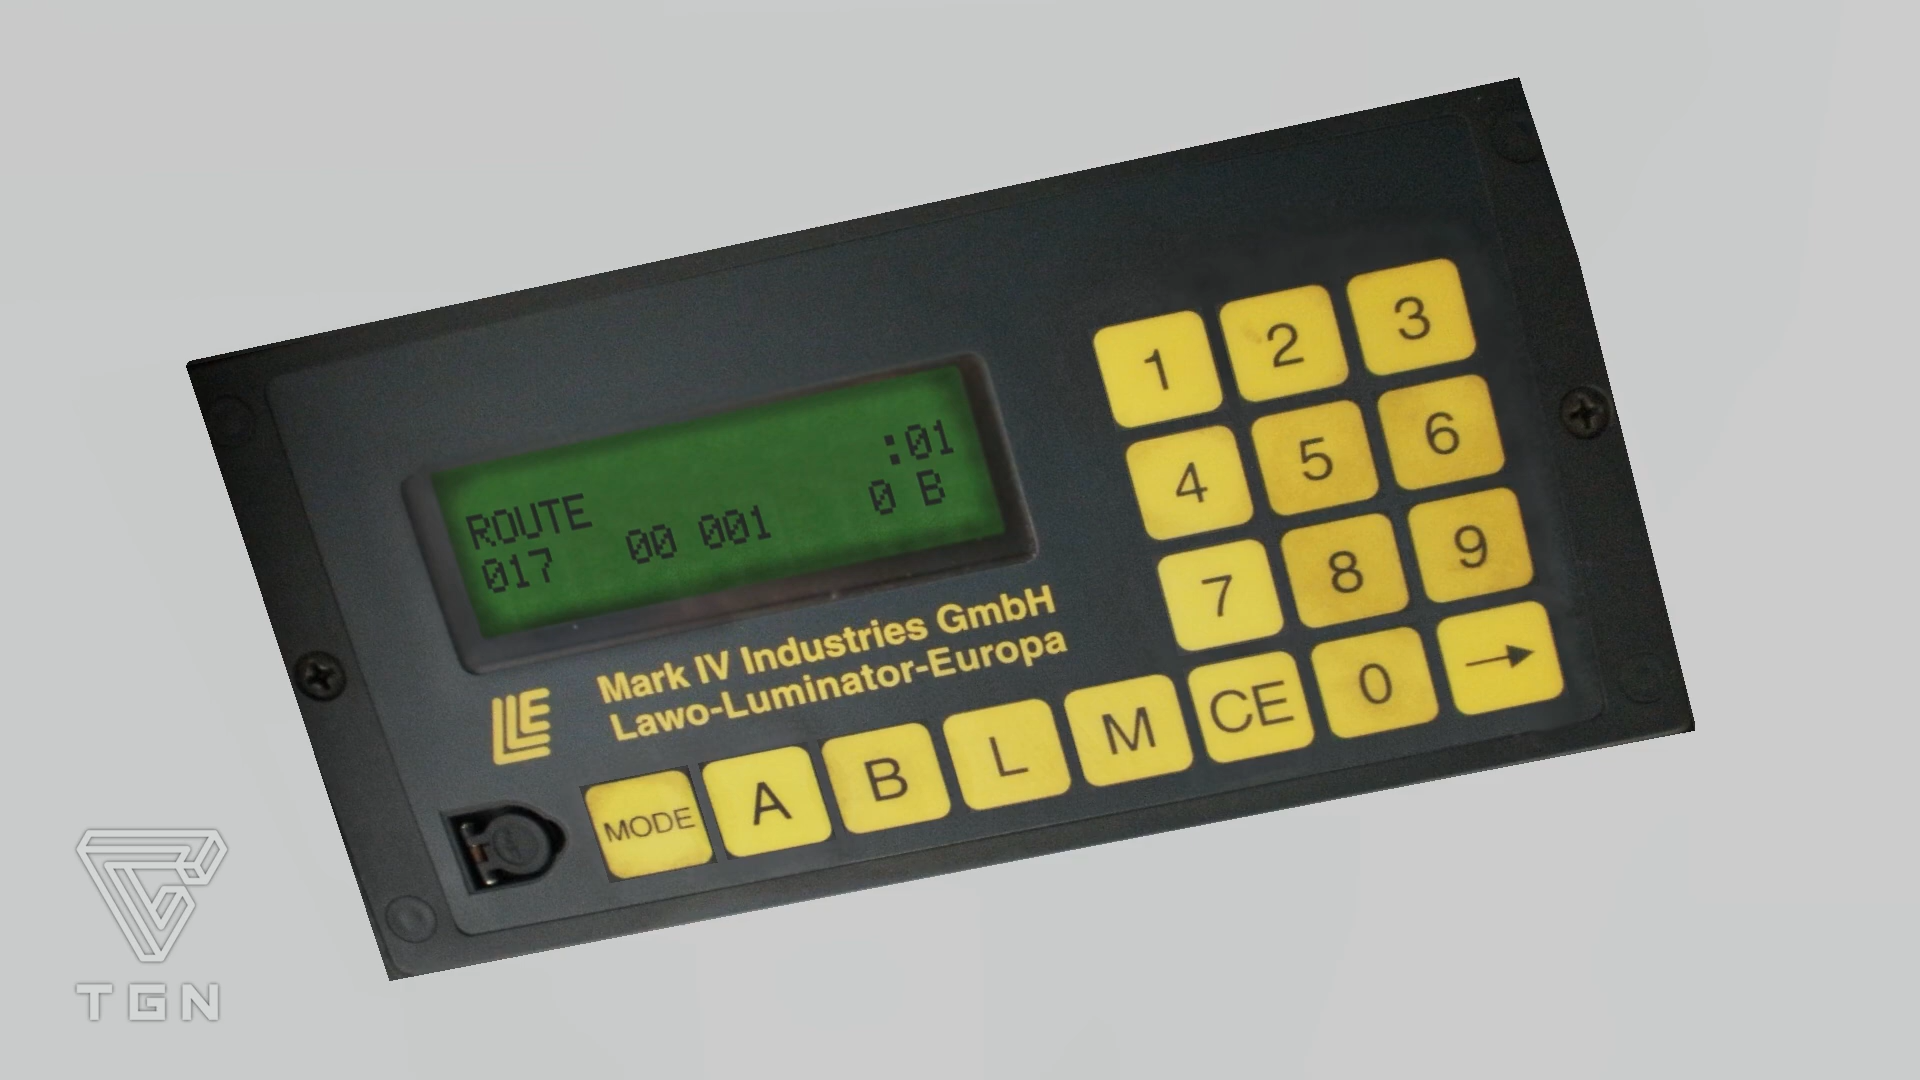 :01
ROUTE
017 00 001 0 B
LLE
Mark IV Industries GmbH
Lawo-Luminator-Europa
1 2 3
4 5 6
7 8 9
MODE A B L M CE 0 →
TGN